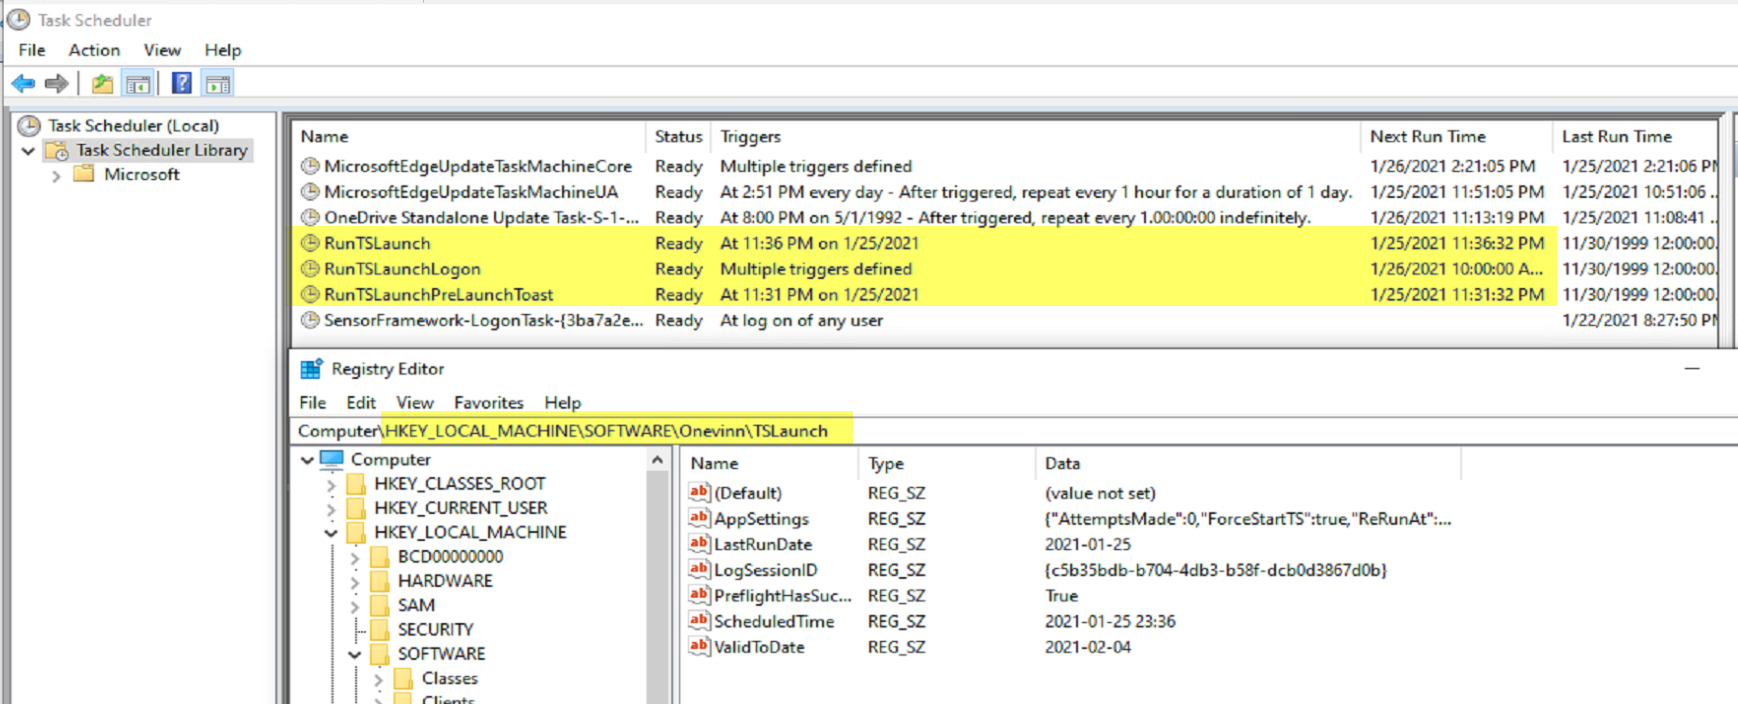 Task Scheduler
File Action View Help
Task Scheduler (Local)
Task Scheduler Library
Microsoft
Name Status Triggers Next Run Time Last Run Time
MicrosoftEdgeUpdateTaskMachineCore Ready Multiple triggers defined 1/26/2021 2:21:05 PM 1/25/2021 2:21:06 PM
MicrosoftEdgeUpdateTaskMachineUA Ready At 2:51 PM every day - After triggered, repeat every 1 hour for a duration of 1 day. 1/25/2021 11:51:05 PM 1/25/2021 10:51:06 ..
OneDrive Standalone Update Task-S-1-... Ready At 8:00 PM on 5/1/1992 - After triggered, repeat every 1.00:00:00 indefinitely. 1/26/2021 11:13:19 PM 1/25/2021 11:08:41 ..
RunTSLaunch Ready At 11:36 PM on 1/25/2021 1/25/2021 11:36:32 PM 11/30/1999 12:00:00.
RunTSLaunchLogon Ready Multiple triggers defined 1/26/2021 10:00:00 A... 11/30/1999 12:00:00.
RunTSLaunchPreLaunchToast Ready At 11:31 PM on 1/25/2021 1/25/2021 11:31:32 PM 11/30/1999 12:00:00.
SensorFramework-LogonTask-{3ba7a2e... Ready At log on of any user 1/22/2021 8:27:50 PM
Registry Editor
File Edit View Favorites Help
Computer\HKEY_LOCAL_MACHINE\SOFTWARE\Onevinn\TSLaunch
Computer
HKEY_CLASSES_ROOT
HKEY_CURRENT_USER
HKEY_LOCAL_MACHINE
BCD00000000
HARDWARE
SAM
SECURITY
SOFTWARE
Classes
Clients
Name Type Data
(Default) REG_SZ (value not set)
AppSettings REG_SZ {"AttemptsMade":0,"ForceStartTS":true,"ReRunAt":...
LastRunDate REG_SZ 2021-01-25
LogSessionID REG_SZ {c5b35bdb-b704-4db3-b58f-dcb0d3867d0b}
PreflightHasSuc... REG_SZ True
ScheduledTime REG_SZ 2021-01-25 23:36
ValidToDate REG_SZ 2021-02-04